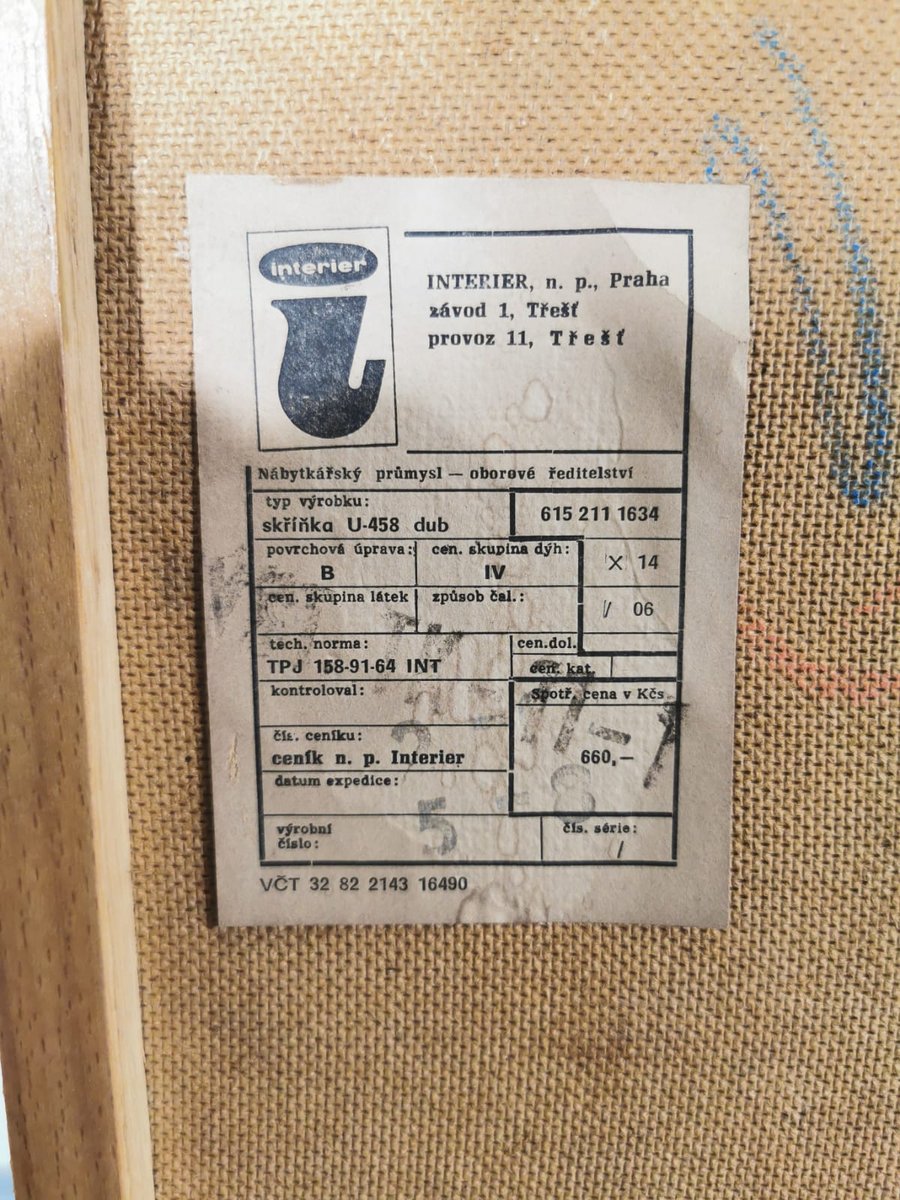 interier
INTERIER, n. p., Praha
závod 1, Třešť
provoz 11, Třešť
Nábytkářský průmysl — oborové ředitelství
typ výrobku:
skříňka U-458 dub
615 211 1634
povrchová úprava:
B
cen. skupina dýh:
IV
X 14
cen. skupina látek
způsob čal.:
06
tech. norma:
TPJ 158-91-64 INT
cen.dol.
cen. kat.
kontroloval:
Spotř. cena v Kčs
660,—
čís. ceníku:
ceník n. p. Interier
datum expedice:
výrobní
číslo:
5
8
čís. série:
VČT 32 82 2143 16490